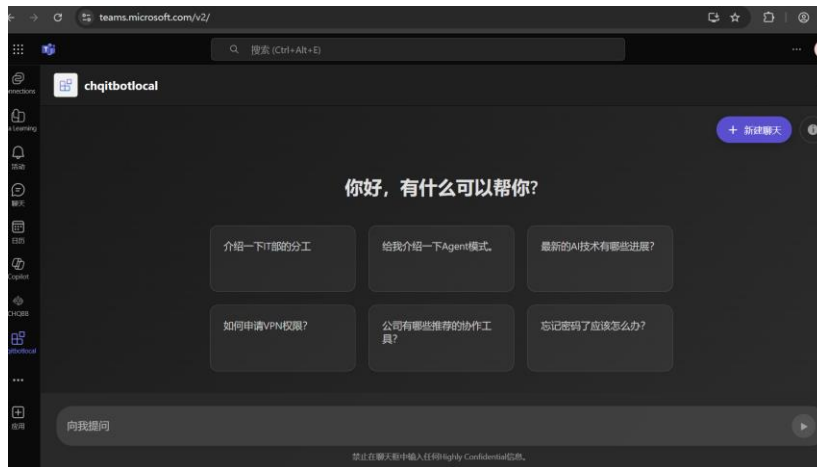 teams.microsoft.com/v2/
搜索 (Ctrl+Alt+E)
chqitbotlocal
nnections
a Learning
活动
聊天
日历
Copilot
CHQBB
qitbotlocal
应用
+ 新建聊天
你好，有什么可以帮你?
介绍一下IT部的分工
给我介绍一下Agent模式。
最新的AI技术有哪些进展?
如何申请VPN权限?
公司有哪些推荐的协作工
具?
忘记密码了应该怎么办?
向我提问
禁止在聊天框中输入任何Highly Confidential信息。